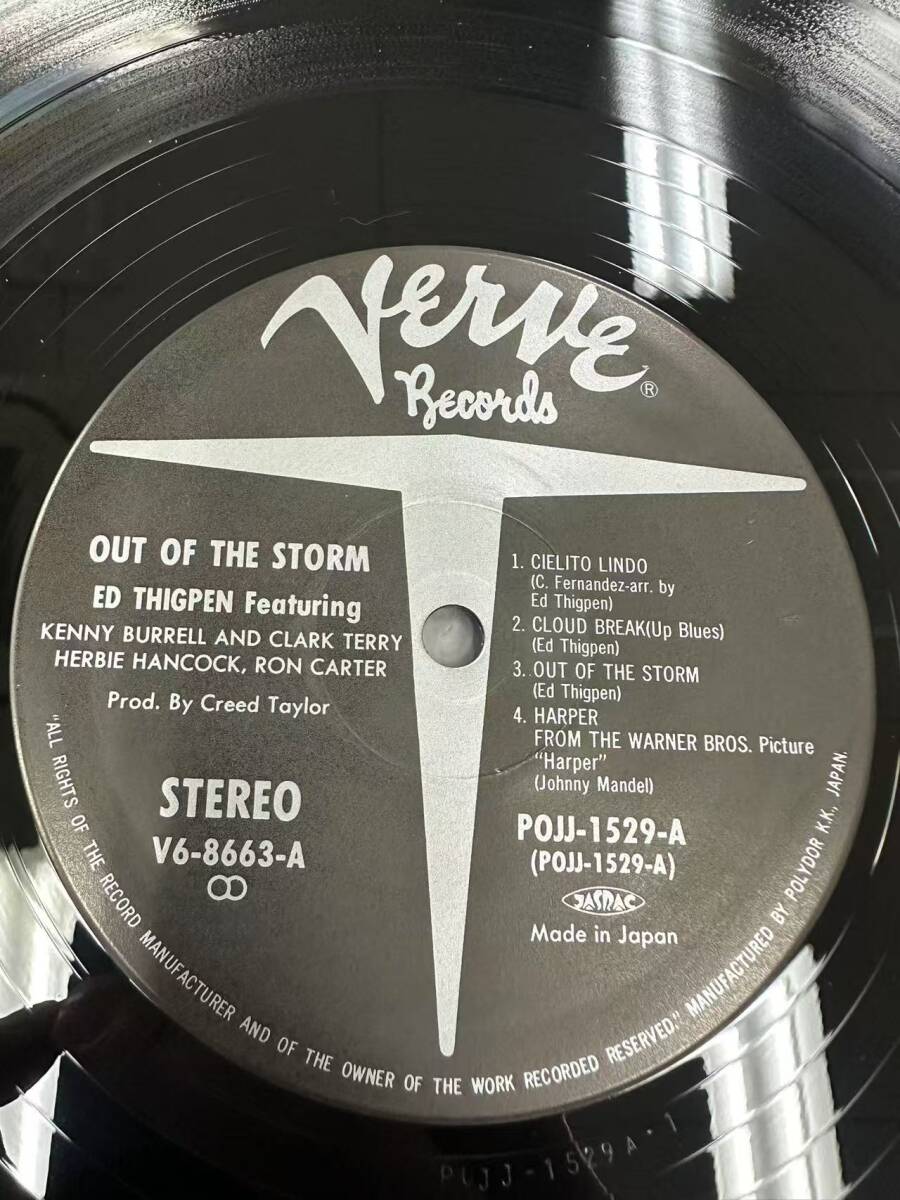 Verve
Records
®
OUT OF THE STORM
ED THIGPEN Featuring
KENNY BURRELL AND CLARK TERRY
HERBIE HANCOCK, RON CARTER
Prod. By Creed Taylor
STEREO
V6-8663-A
1. CIELITO LINDO
(C. Fernandez-arr. by
Ed Thigpen)
2. CLOUD BREAK(Up Blues)
(Ed Thigpen)
3. OUT OF THE STORM
(Ed Thigpen)
4. HARPER
FROM THE WARNER BROS. Picture
"Harper"
(Johnny Mandel)
POJJ-1529-A
(POJJ-1529-A)
JASRAC
Made in Japan
"ALL RIGHTS OF THE RECORD MANUFACTURER AND OF THE OWNER OF THE WORK RECORDED RESERVED." MANUFACTURED BY POLYDOR K.K., JAPAN.
POJJ-1529A-1